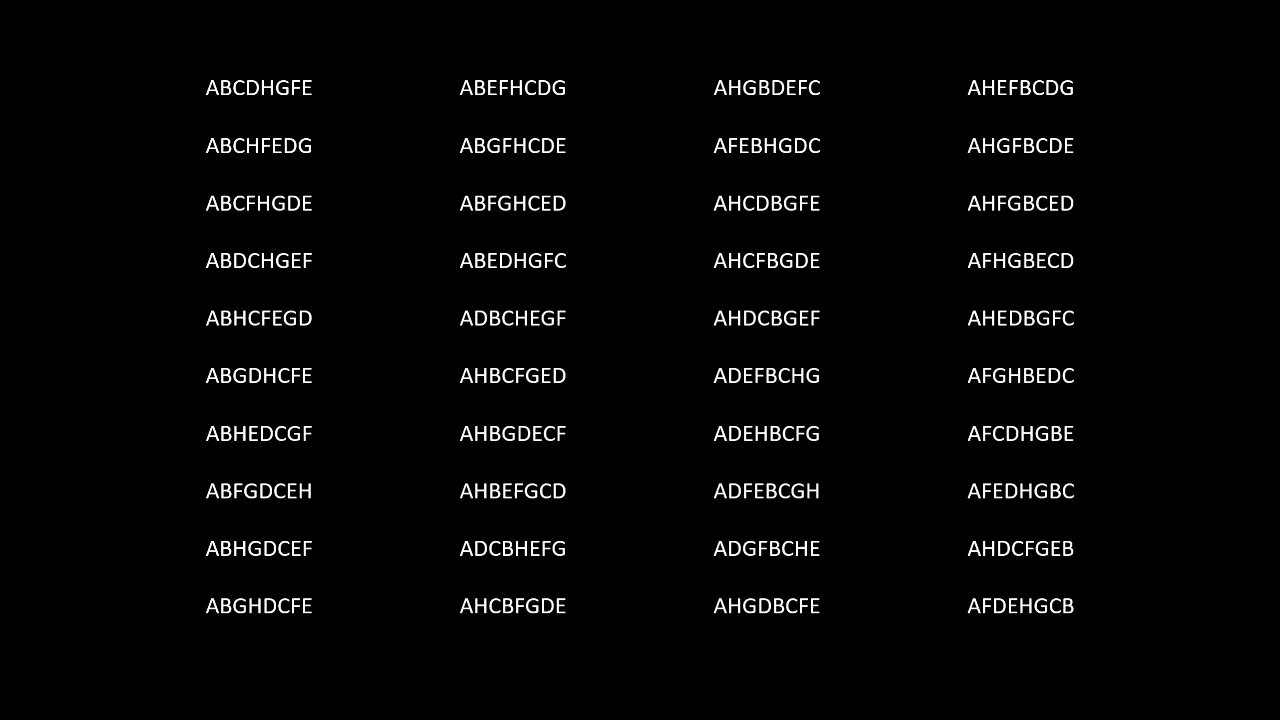 ABCDHGFE ABEFHCDG AHGBDEFC AHEFBCDG
ABCHFEDG ABGFHCDE AFEBHGDC AHGFBCDE
ABCFHGDE ABFGHCED AHCDBGFE AHFGBCED
ABDCHGEF ABEDHGFC AHCFBGDE AFHGBECD
ABHCFEGD ADBCHEGF AHDCBGEF AHEDBGFC
ABGDHCFE AHBCFGED ADEFBCHG AFGHBEDC
ABHEDCGF AHBGDECF ADEHBCFG AFCDHGBE
ABFGDCEH AHBEFGCD ADFEBCGH AFEDHGBC
ABHGDCEF ADCBHEFG ADGFBCHE AHDCFGEB
ABGHDCFE AHCBFGDE AHGDBCFE AFDEHGCB